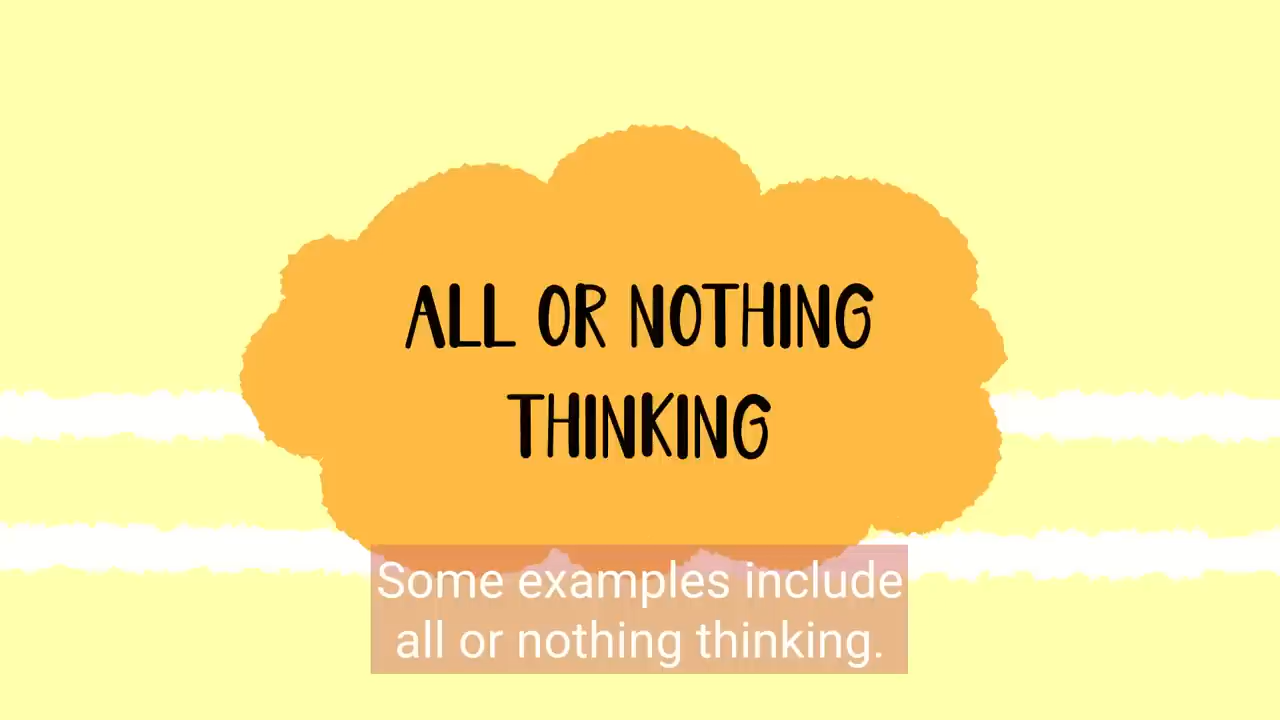 ALL OR NOTHING
THINKING
Some examples include
all or nothing thinking.